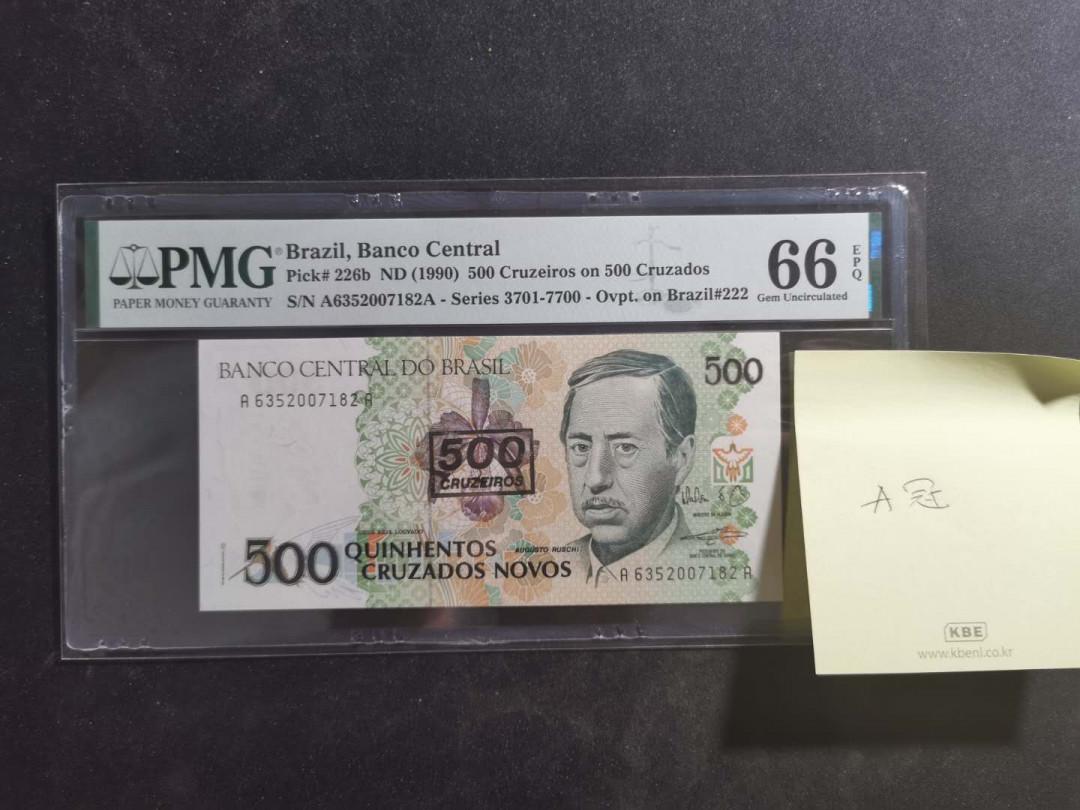 PMG
PAPER MONEY GUARANTY
Brazil, Banco Central
Pick# 226b ND (1990) 500 Cruzeiros on 500 Cruzados
S/N A6352007182A - Series 3701-7700 - Ovpt. on Brazil#222
66
Gem Uncirculated
EPQ
BANCO CENTRAL DO BRASIL
500
A 6352007182 A
500
CRUZEIROS
AUGUSTO RUSCHI
500
QUINHENTOS
CRUZADOS NOVOS
A 6352007182 A
A冠
KBE
www.kbenl.co.kr